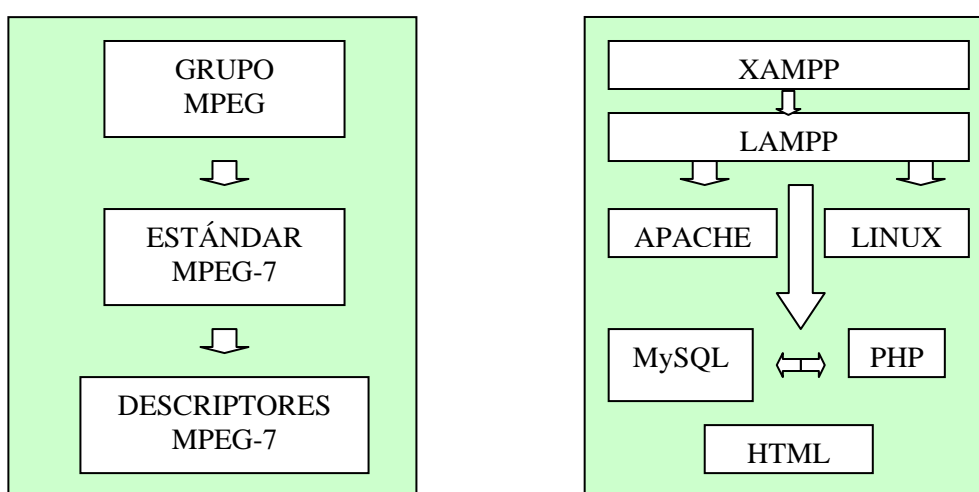 GRUPO
MPEG
ESTÁNDAR
MPEG-7
DESCRIPTORES
MPEG-7
XAMPP
LAMPP
APACHE
LINUX
MySQL
PHP
HTML